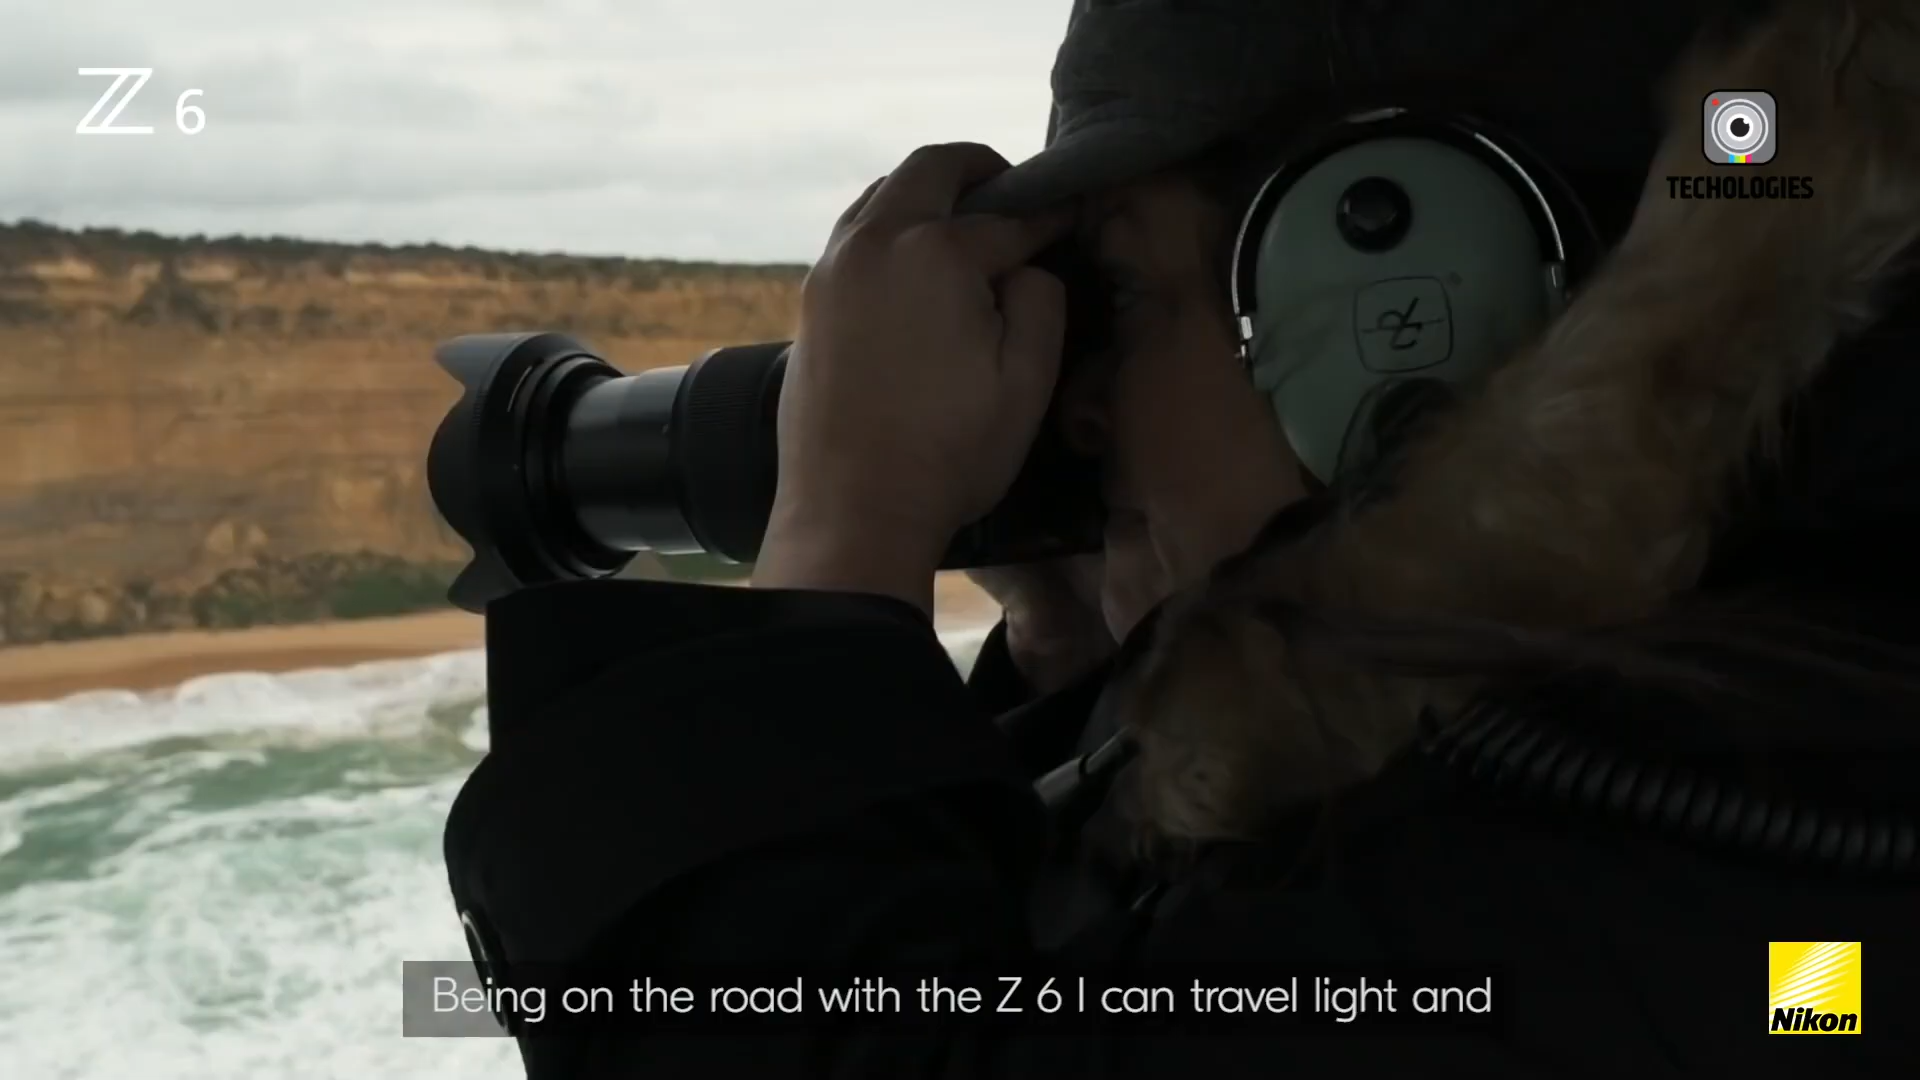 Z 6
TECHOLOGIES
Being on the road with the Z 6 I can travel light and
Nikon